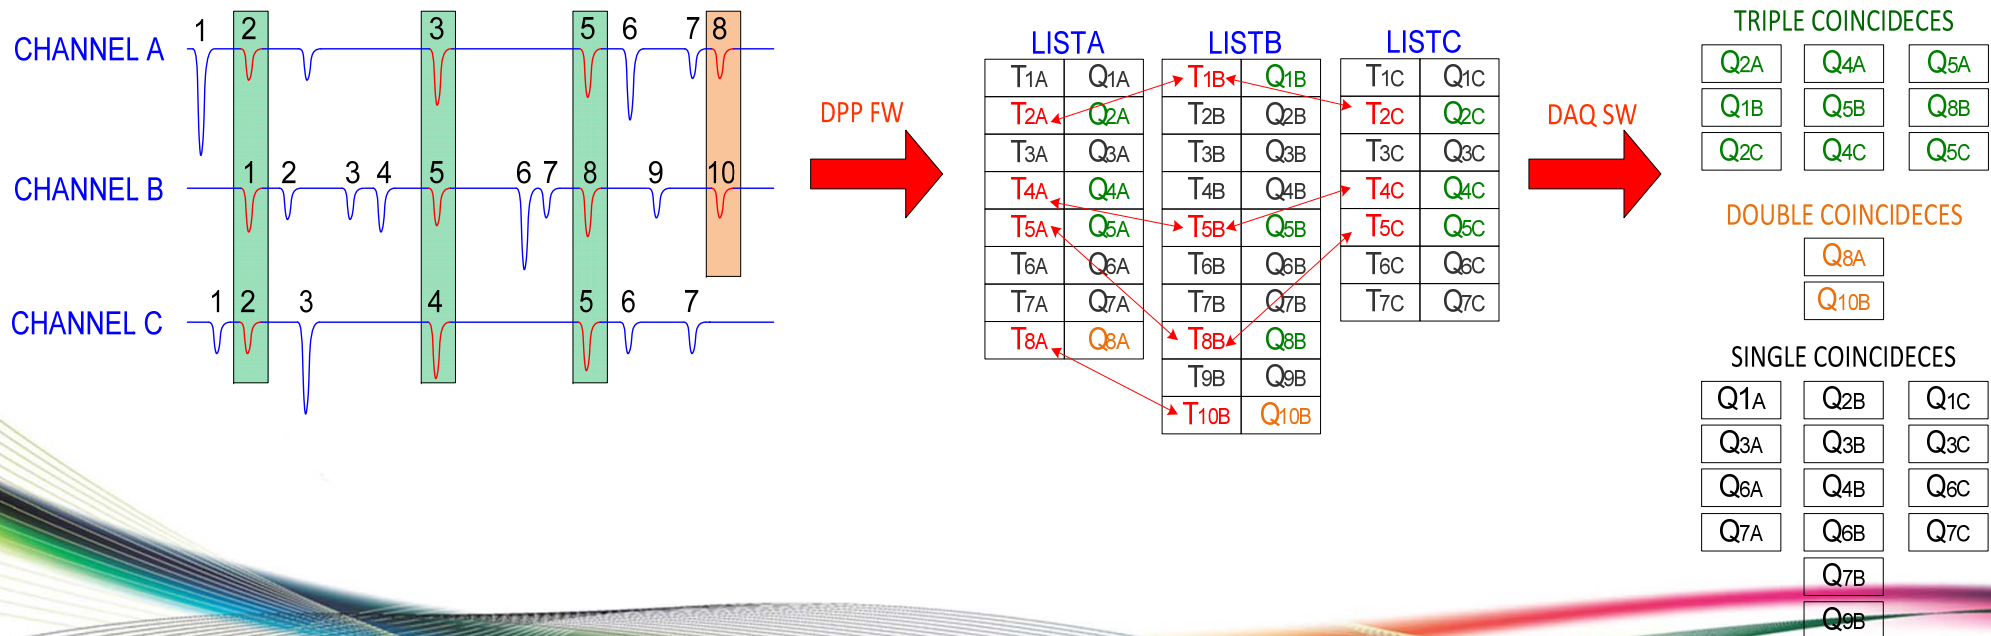 1 2 3 5 6 7 8
CHANNEL A
1 2 3 4 5 6 7 8 9 10
CHANNEL B
1 2 3 4 5 6 7
CHANNEL C
DPP FW
LISTA
T1A Q1A
T2A Q2A
T3A Q3A
T4A Q4A
T5A Q5A
T6A Q6A
T7A Q7A
T8A Q8A
LISTB
T1B Q1B
T2B Q2B
T3B Q3B
T4B Q4B
T5B Q5B
T6B Q6B
T7B Q7B
T8B Q8B
T9B Q9B
T10B Q10B
LISTC
T1C Q1C
T2C Q2C
T3C Q3C
T4C Q4C
T5C Q5C
T6C Q6C
T7C Q7C
DAQ SW
TRIPLE COINCIDECES
Q2A Q4A Q5A
Q1B Q5B Q8B
Q2C Q4C Q5C
DOUBLE COINCIDECES
Q8A
Q10B
SINGLE COINCIDECES
Q1A Q2B Q1C
Q3A Q3B Q3C
Q6A Q4B Q6C
Q7A Q6B Q7C
Q7B
Q9B